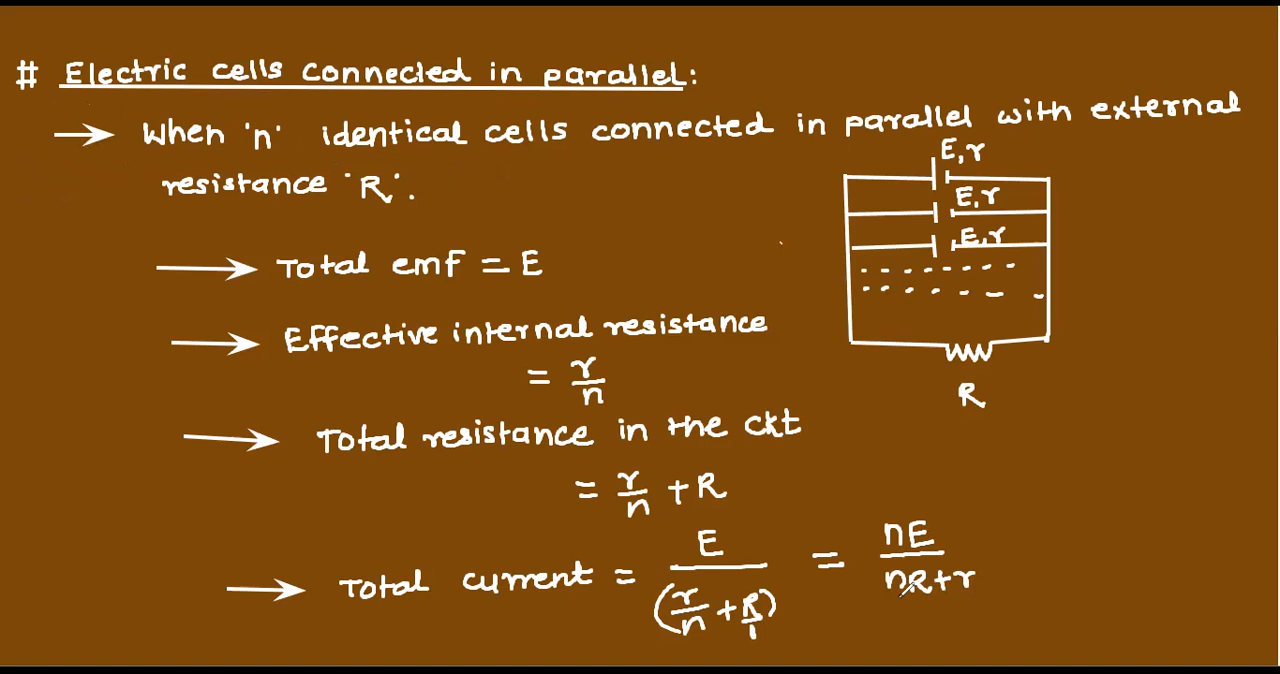 # Electric cells connected in parallel:
→ When 'n' identical cells connected in parallel with external
resistance 'R'.
E, r
E, r
E, r
R
→ Total emf = E
→ Effective internal resistance
= r/n
→ Total resistance in the ckt
= r/n + R
→ Total current = E/(r/n + R/1) = nE/nR+r